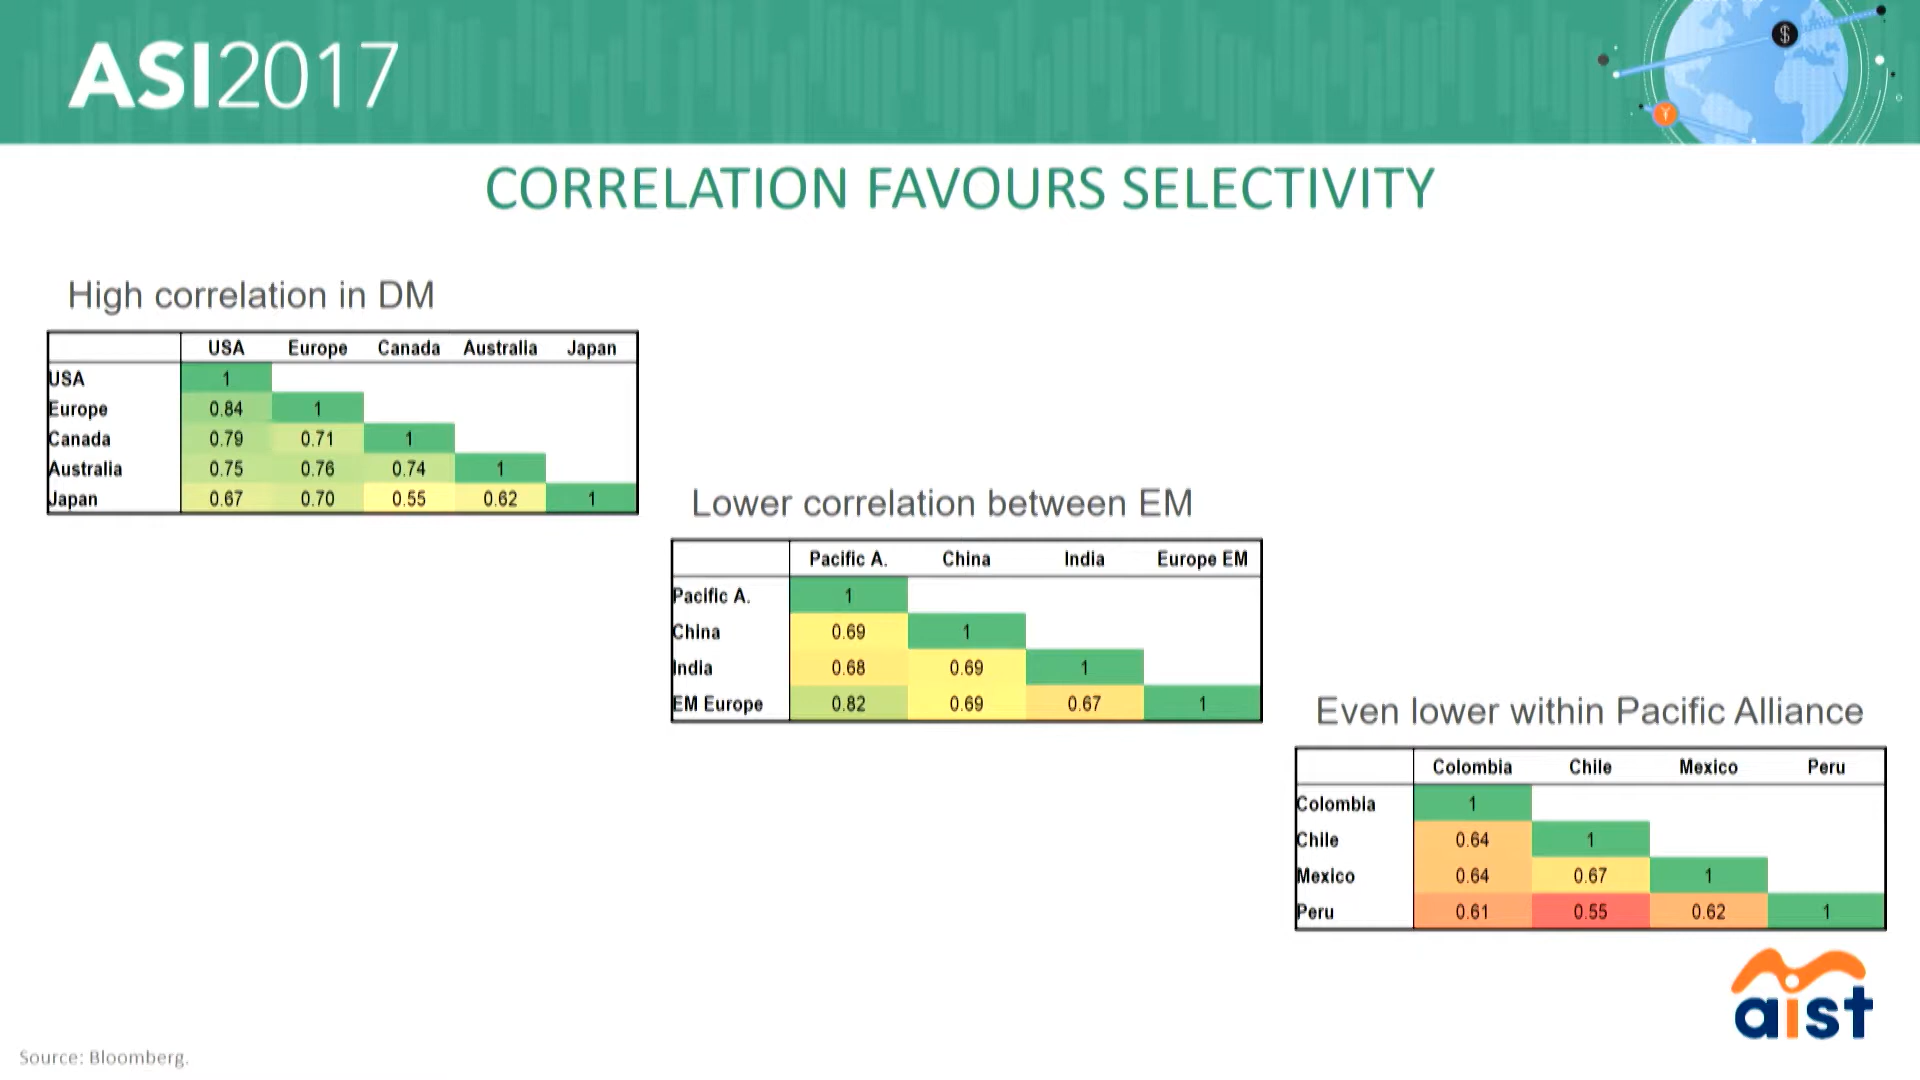 ASI2017
CORRELATION FAVOURS SELECTIVITY
High correlation in DM
USA Europe Canada Australia Japan
USA 1
Europe 0.84 1
Canada 0.79 0.71 1
Australia 0.75 0.76 0.74 1
Japan 0.67 0.70 0.55 0.62 1
Lower correlation between EM
Pacific A. China India Europe EM
Pacific A. 1
China 0.69 1
India 0.68 0.69 1
EM Europe 0.82 0.69 0.67 1
Even lower within Pacific Alliance
Colombia Chile Mexico Peru
Colombia 1
Chile 0.64 1
Mexico 0.64 0.67 1
Peru 0.61 0.55 0.62 1
aist
Source: Bloomberg.
$
¥